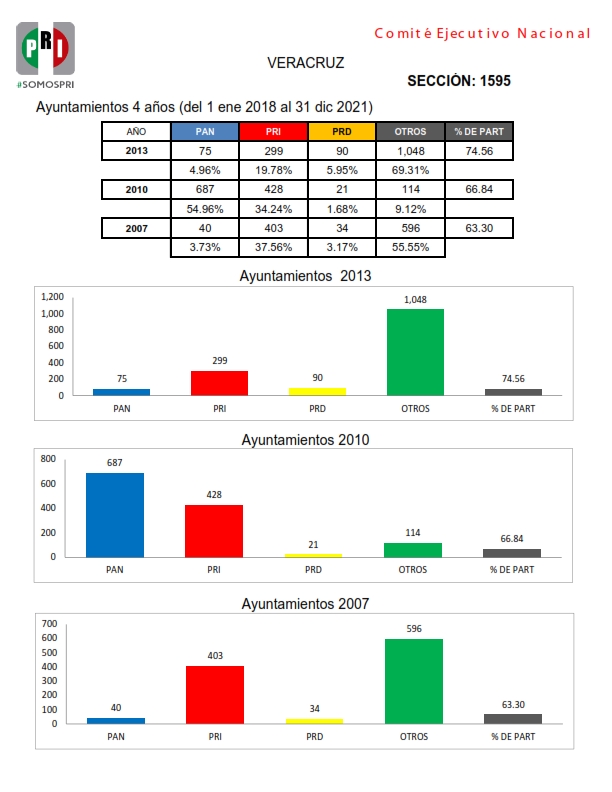 Comité Ejecutivo Nacional
PRI
#SOMOSPRI
VERACRUZ
SECCIÓN: 1595
Ayuntamientos 4 años (del 1 ene 2018 al 31 dic 2021)
AÑO PAN PRI PRD OTROS % DE PART
2013 75 299 90 1,048 74.56
4.96% 19.78% 5.95% 69.31%
2010 687 428 21 114 66.84
54.96% 34.24% 1.68% 9.12%
2007 40 403 34 596 63.30
3.73% 37.56% 3.17% 55.55%
Ayuntamientos 2013
1,200
1,000
800
600
400
200
0
75 299 90 1,048 74.56
PAN PRI PRD OTROS % DE PART
Ayuntamientos 2010
800
600
400
200
0
687 428 21 114 66.84
PAN PRI PRD OTROS % DE PART
Ayuntamientos 2007
700
600
500
400
300
200
100
0
40 403 34 596 63.30
PAN PRI PRD OTROS % DE PART